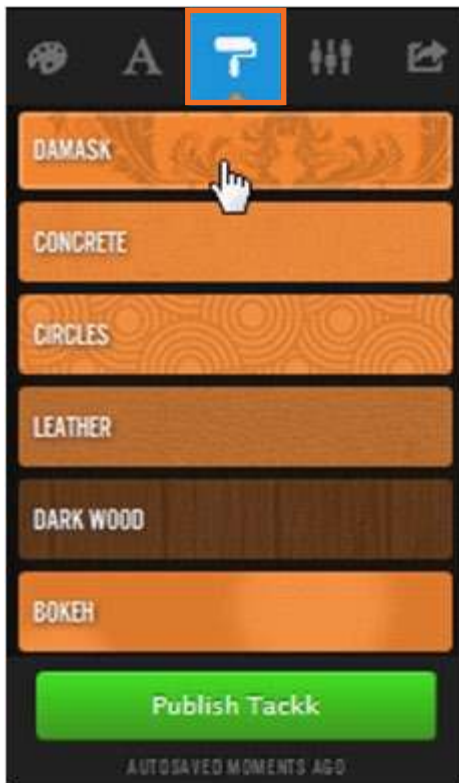 A
DAMASK
CONCRETE
CIRCLES
LEATHER
DARK WOOD
BOKEH
Publish Tackk
AUTOSAVED MOMENTS AGO